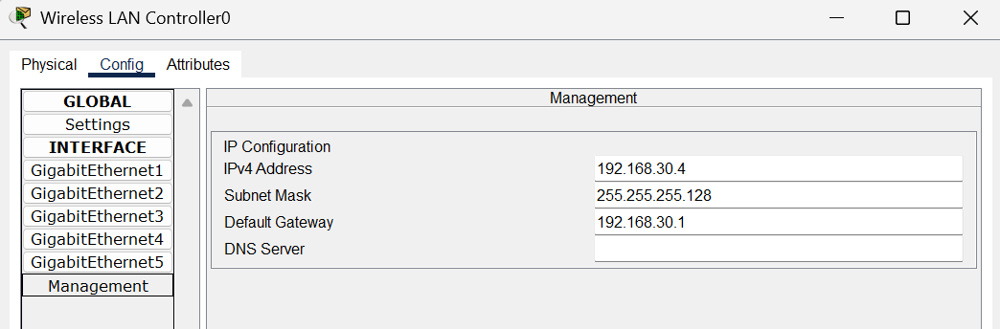 Wireless LAN Controller0
Physical Config Attributes
GLOBAL
Settings
INTERFACE
GigabitEthernet1
GigabitEthernet2
GigabitEthernet3
GigabitEthernet4
GigabitEthernet5
Management
Management
IP Configuration
IPv4 Address 192.168.30.4
Subnet Mask 255.255.255.128
Default Gateway 192.168.30.1
DNS Server